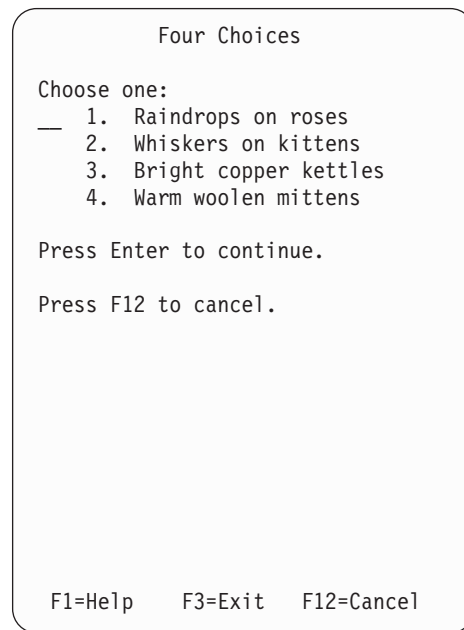 Four Choices
Choose one:
__ 1. Raindrops on roses
2. Whiskers on kittens
3. Bright copper kettles
4. Warm woolen mittens
Press Enter to continue.
Press F12 to cancel.
F1=Help F3=Exit F12=Cancel